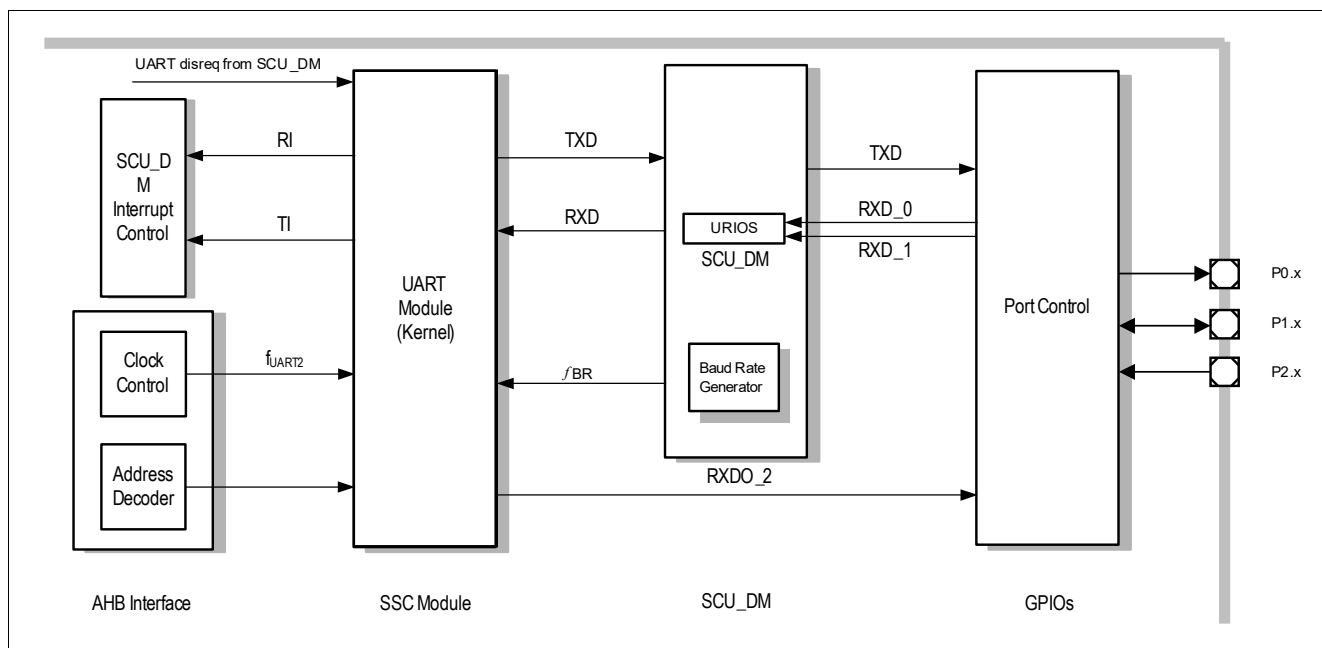 UART disreq from SCU_DM
SCU_D
M
Interrupt
Control
RI
TI
UART
Module
(Kernel)
TXD
RXD
URIOS
SCU_DM
TXD
RXD_0
RXD_1
Port Control
P0.x
P1.x
P2.x
Clock
Control
fUART2
Address
Decoder
fBR
Baud Rate
Generator
RXDO_2
AHB Interface
SSC Module
SCU_DM
GPIOs